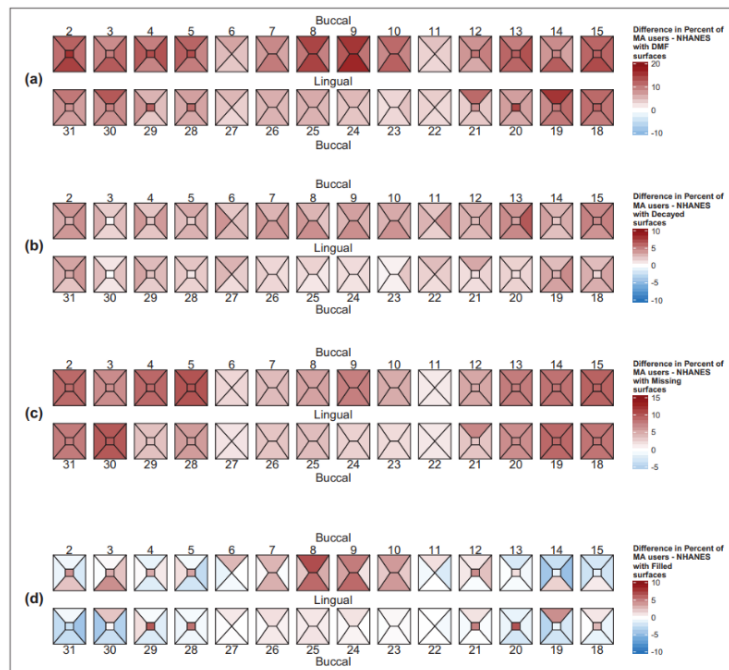 Buccal
2 3 4 5 6 7 8 9 10 11 12 13 14 15
(a)
Lingual
31 30 29 28 27 26 25 24 23 22 21 20 19 18
Buccal
Difference in Percent of
MA users - NHANES
with DMF
surfaces
20
10
0
-10
Buccal
2 3 4 5 6 7 8 9 10 11 12 13 14 15
(b)
Lingual
31 30 29 28 27 26 25 24 23 22 21 20 19 18
Buccal
Difference in Percent of
MA users - NHANES
with Decayed
surfaces
10
5
0
-5
-10
Buccal
2 3 4 5 6 7 8 9 10 11 12 13 14 15
(c)
Lingual
31 30 29 28 27 26 25 24 23 22 21 20 19 18
Buccal
Difference in Percent of
MA users - NHANES
with Missing
surfaces
15
10
5
0
-5
Buccal
2 3 4 5 6 7 8 9 10 11 12 13 14 15
(d)
Lingual
31 30 29 28 27 26 25 24 23 22 21 20 19 18
Buccal
Difference in Percent of
MA users - NHANES
with Filled
surfaces
10
5
0
-5
-10